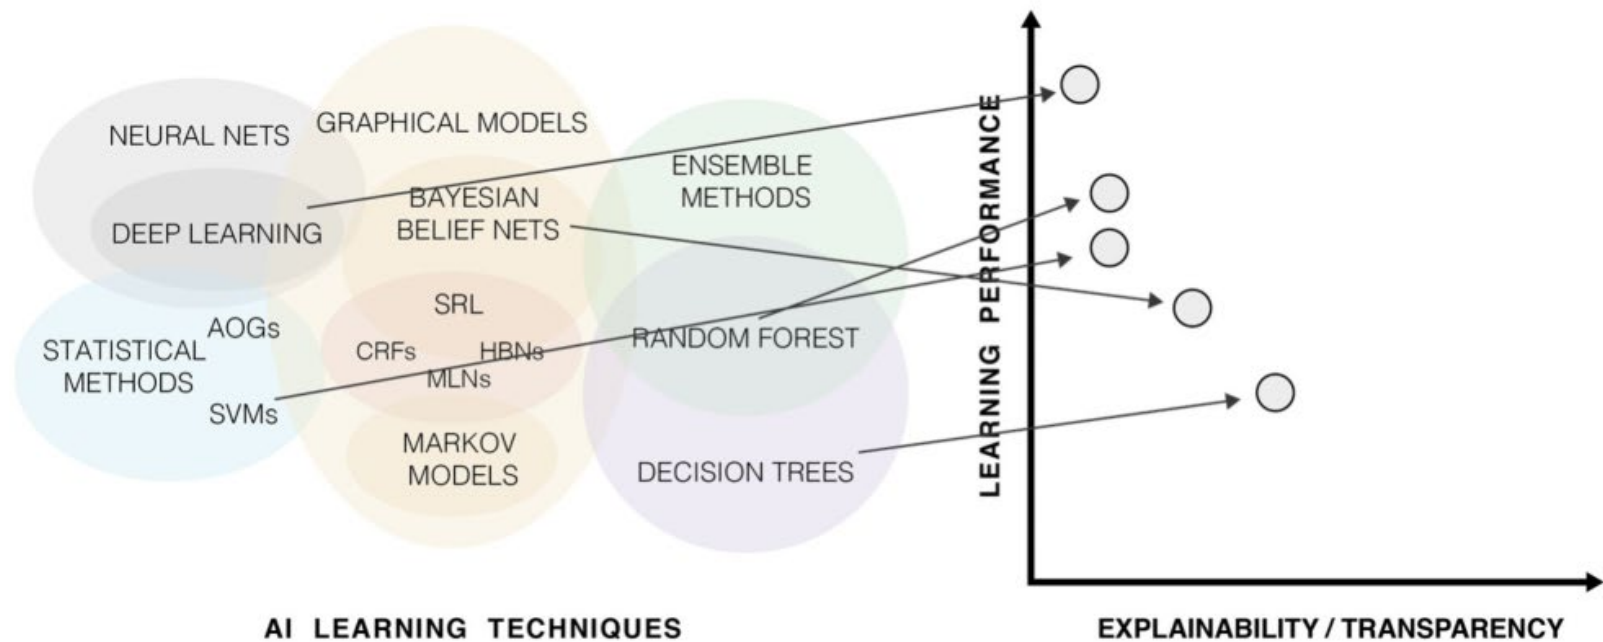 NEURAL NETS
DEEP LEARNING
GRAPHICAL MODELS
BAYESIAN
BELIEF NETS
SRL
CRFs
HBNs
MLNs
MARKOV
MODELS
STATISTICAL
METHODS
AOGs
SVMs
ENSEMBLE
METHODS
RANDOM FOREST
DECISION TREES
AI LEARNING TECHNIQUES
LEARNING PERFORMANCE
EXPLAINABILITY / TRANSPARENCY